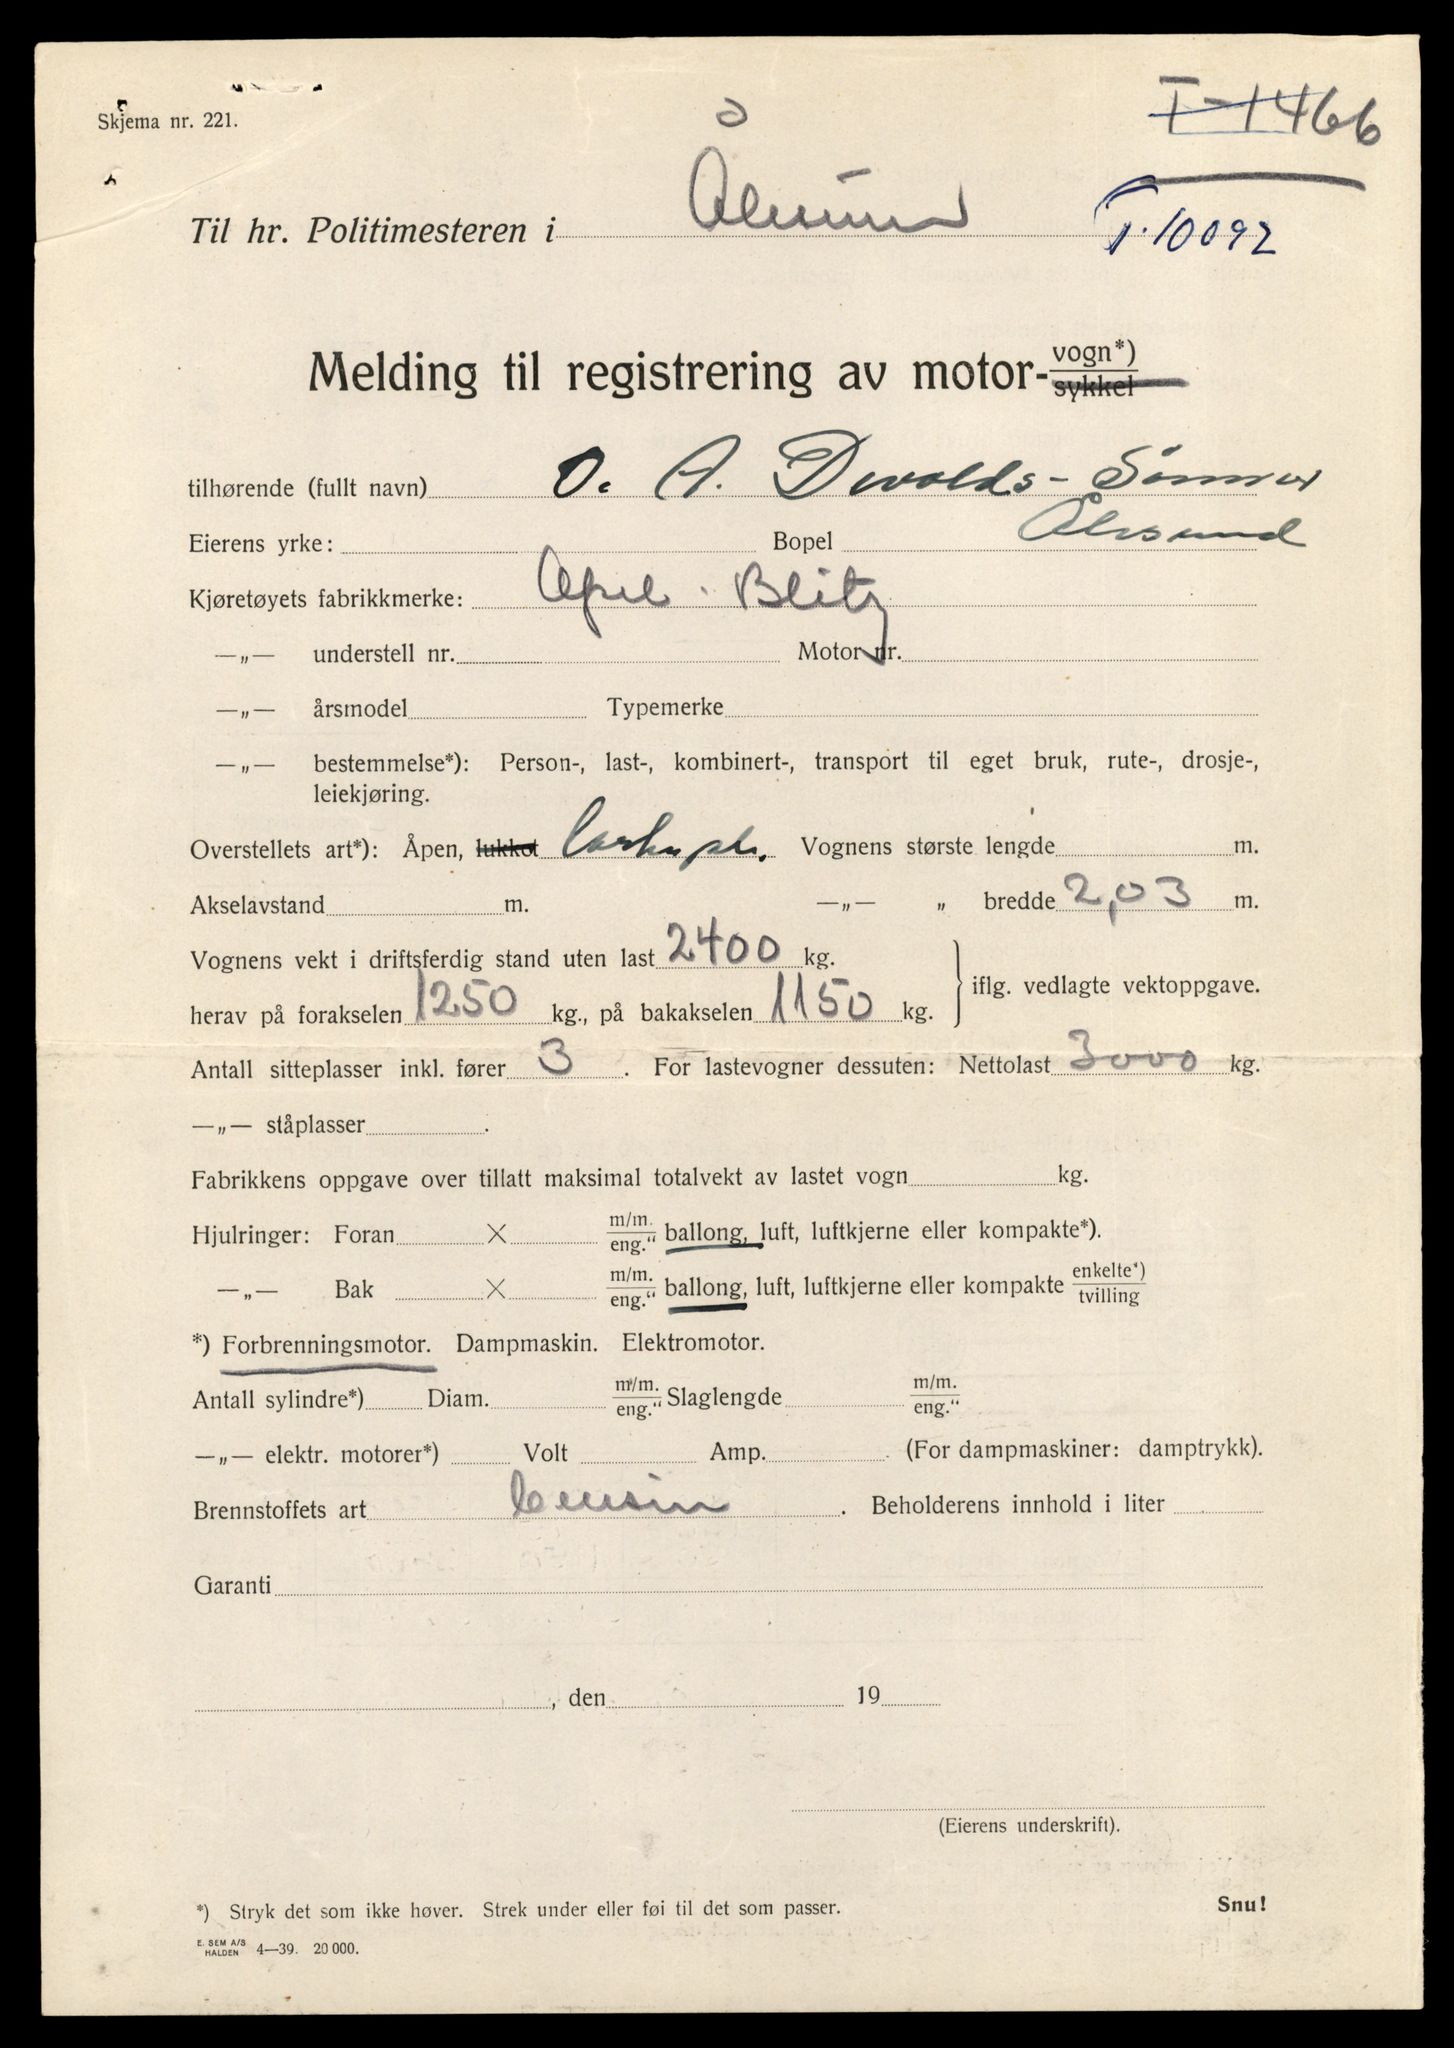 Skjema nr. 221.
T-1466
Til hr. Politimesteren i Ålesund
T.10092
Melding til registrering av motor-vogn*)
sykkel
tilhørende (fullt navn) O. A. Devolds-Sønner
Eierens yrke: Bopel Ålesund
Kjøretøyets fabrikkmerke: Opel. Blitz
—„— understell nr. Motor nr.
—„— årsmodel Typemerke
—„— bestemmelse*): Person-, last-, kombinert-, transport til eget bruk, rute-, drosje-,
leiekjøring.
Overstellets art*): Åpen, lukket Vognens største lengde m.
Akselavstand m. —„— „ bredde 2,03 m.
Vognens vekt i driftsferdig stand uten last 2400 kg.
iflg. vedlagte vektoppgave.
herav på forakselen 1250 kg., på bakakselen 1150 kg.
Antall sitteplasser inkl. fører 3 . For lastevogner dessuten: Nettolast 3000 kg.
—„— ståplasser .
Fabrikkens oppgave over tillatt maksimal totalvekt av lastet vogn kg.
Hjulringer: Foran × m/m. eng." ballong, luft, luftkjerne eller kompakte*).
—„— Bak × m/m. eng." ballong, luft, luftkjerne eller kompakte enkelte*) tvilling
*) Forbrenningsmotor. Dampmaskin. Elektromotor.
Antall sylindre*) Diam. m/m. eng." Slaglengde m/m. eng."
—„— elektr. motorer*) Volt Amp. (For dampmaskiner: damptrykk).
Brennstoffets art bensin . Beholderens innhold i liter
Garanti
, den 19
(Eierens underskrift).
*) Stryk det som ikke høver. Strek under eller føi til det som passer.
Snu!
E. SEM A/S
HALDEN 4—39. 20 000.